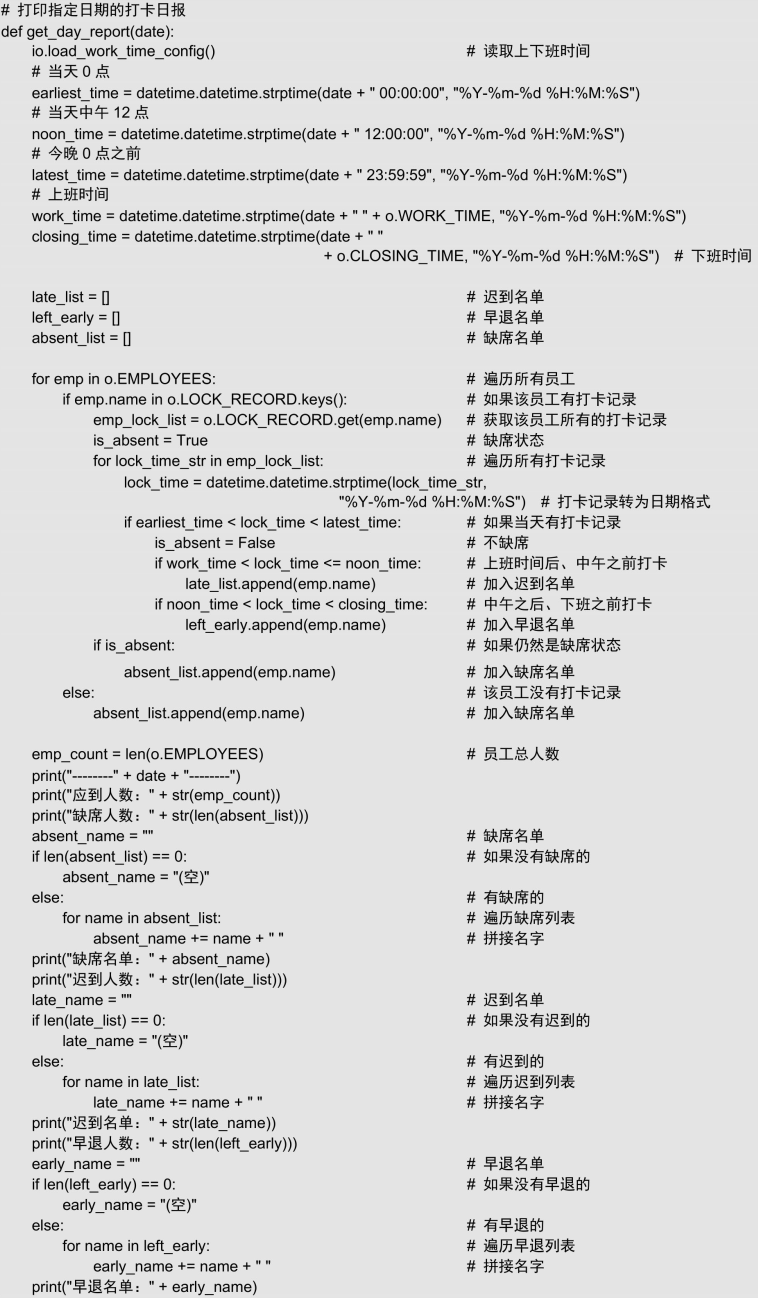 # 打印指定日期的打卡日报
def get_day_report(date):
    io.load_work_time_config()                                  # 读取上下班时间
    # 当天 0 点
    earliest_time = datetime.datetime.strptime(date + " 00:00:00", "%Y-%m-%d %H:%M:%S")
    # 当天中午 12 点
    noon_time = datetime.datetime.strptime(date + " 12:00:00", "%Y-%m-%d %H:%M:%S")
    # 今晚 0 点之前
    latest_time = datetime.datetime.strptime(date + " 23:59:59", "%Y-%m-%d %H:%M:%S")
    # 上班时间
    work_time = datetime.datetime.strptime(date + " " + o.WORK_TIME, "%Y-%m-%d %H:%M:%S")
    closing_time = datetime.datetime.strptime(date + " "
                                        + o.CLOSING_TIME, "%Y-%m-%d %H:%M:%S")   # 下班时间

    late_list = []                                              # 迟到名单
    left_early = []                                             # 早退名单
    absent_list = []                                            # 缺席名单

    for emp in o.EMPLOYEES:                                     # 遍历所有员工
        if emp.name in o.LOCK_RECORD.keys():                    # 如果该员工有打卡记录
            emp_lock_list = o.LOCK_RECORD.get(emp.name)         # 获取该员工所有的打卡记录
            is_absent = True                                    # 缺席状态
            for lock_time_str in emp_lock_list:                 # 遍历所有打卡记录
                lock_time = datetime.datetime.strptime(lock_time_str,
                                            "%Y-%m-%d %H:%M:%S")   # 打卡记录转为日期格式
                if earliest_time < lock_time < latest_time:     # 如果当天有打卡记录
                    is_absent = False                           # 不缺席
                    if work_time < lock_time <= noon_time:      # 上班时间后、中午之前打卡
                        late_list.append(emp.name)              # 加入迟到名单
                    if noon_time < lock_time < closing_time:    # 中午之后、下班之前打卡
                        left_early.append(emp.name)             # 加入早退名单
            if is_absent:                                       # 如果仍然是缺席状态
                absent_list.append(emp.name)                    # 加入缺席名单
        else:                                                   # 该员工没有打卡记录
            absent_list.append(emp.name)                        # 加入缺席名单

    emp_count = len(o.EMPLOYEES)                                # 员工总人数
    print("--------" + date + "--------")
    print("应到人数：" + str(emp_count))
    print("缺席人数：" + str(len(absent_list)))
    absent_name = ""                                            # 缺席名单
    if len(absent_list) == 0:                                   # 如果没有缺席的
        absent_name = "(空)"
    else:                                                       # 有缺席的
        for name in absent_list:                                # 遍历缺席列表
            absent_name += name + " "                           # 拼接名字
    print("缺席名单：" + absent_name)
    print("迟到人数：" + str(len(late_list)))
    late_name = ""                                              # 迟到名单
    if len(late_list) == 0:                                     # 如果没有迟到的
        late_name = "(空)"
    else:                                                       # 有迟到的
        for name in late_list:                                  # 遍历迟到列表
            late_name += name + " "                             # 拼接名字
    print("迟到名单：" + str(late_name))
    print("早退人数：" + str(len(left_early)))
    early_name = ""                                             # 早退名单
    if len(left_early) == 0:                                    # 如果没有早退的
        early_name = "(空)"
    else:                                                       # 有早退的
        for name in left_early:                                 # 遍历早退列表
            early_name += name + " "                            # 拼接名字
    print("早退名单：" + early_name)